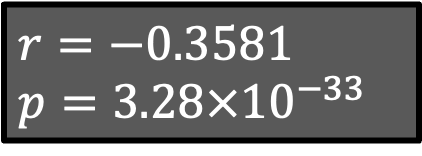 r = −0.3581
p = 3.28×10⁻³³